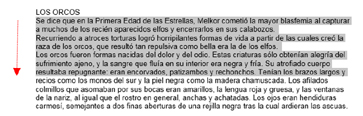 LOS ORCOS
Se dice que en la Primera Edad de las Estrellas, Melkor cometió la mayor blasfemia al capturar
a muchos de los recién aparecidos elfos y encerrarlos en sus calabozos.
Recurriendo a atroces torturas logró horripilantes formas de vida a partir de las cuales creó la
raza de los orcos, que resultó tan repulsiva como bella era la de los elfos.
Los orcos fueron formas nacidas del dolor y del odio. Estas criaturas sólo obtenían alegría del
sufrimiento ajeno, y la sangre que fluía en su interior era negra y fría. Su atrofiado cuerpo
resultaba repugnante: eran encorvados, patizambos y rechonchos. Tenían los brazos largos y
recios como los monos del sur y la piel negra como la madera chamuscada. Los afilados
colmillos que asomaban por sus bocas eran amarillos, la lengua roja y gruesa, y las ventanas
de la nariz, al igual que el rostro en general, anchas y achatadas. Los ojos eran hendiduras
carmesí, semejantes a dos finas aberturas de una rejilla negra tras la cual ardieran las ascuas.